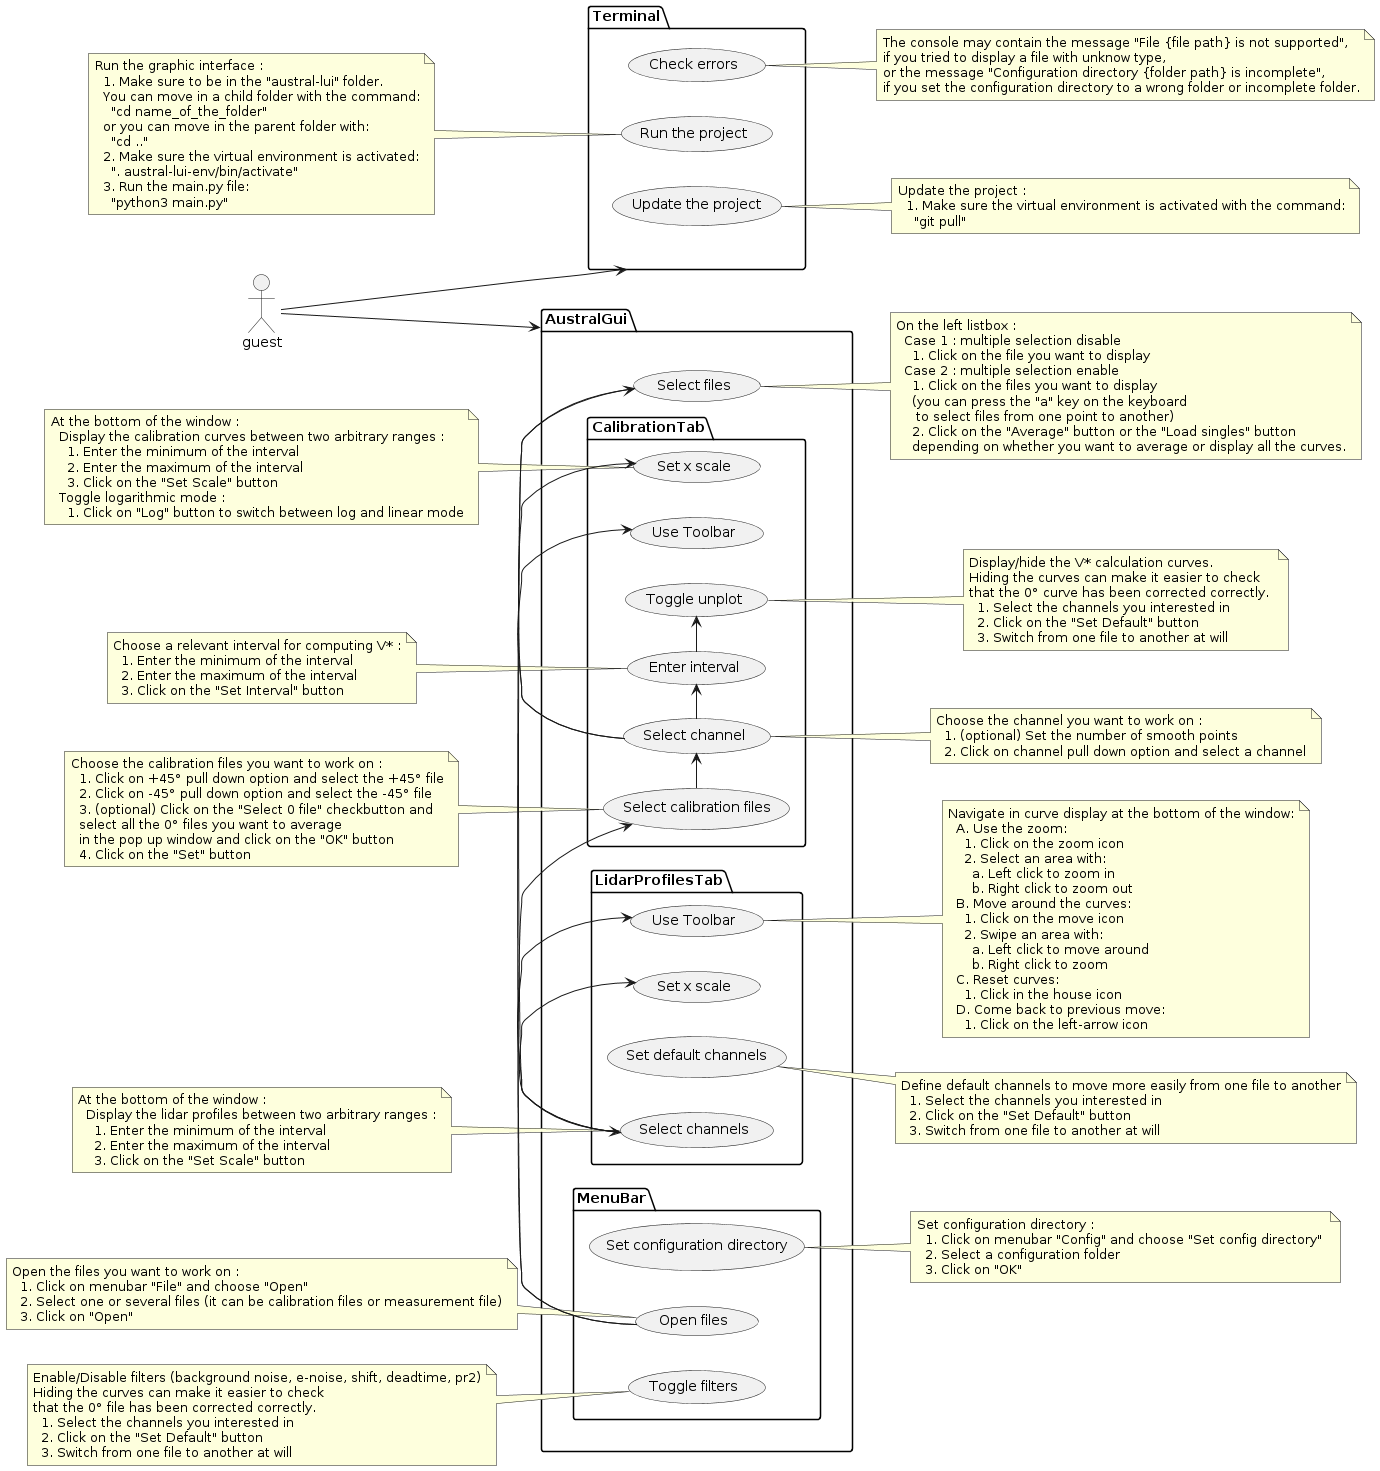 Terminal
Check errors
Run the project
Update the project
The console may contain the message "File {file path} is not supported",
if you tried to display a file with unknow type,
or the message "Configuration directory {folder path} is incomplete",
if you set the configuration directory to a wrong folder or incomplete folder.
Run the graphic interface :
1. Make sure to be in the "austral-lui" folder.
You can move in a child folder with the command:
"cd name_of_the_folder"
or you can move in the parent folder with:
"cd .."
2. Make sure the virtual environment is activated:
". austral-lui-env/bin/activate"
3. Run the main.py file:
"python3 main.py"
Update the project :
1. Make sure the virtual environment is activated with the command:
"git pull"
guest
AustralGui
Select files
On the left listbox :
Case 1 : multiple selection disable
1. Click on the file you want to display
Case 2 : multiple selection enable
1. Click on the files you want to display
(you can press the "a" key on the keyboard
to select files from one point to another)
2. Click on the "Average" button or the "Load singles" button
depending on whether you want to average or display all the curves.
CalibrationTab
Set x scale
Use Toolbar
Toggle unplot
Enter interval
Select channel
Select calibration files
At the bottom of the window :
Display the calibration curves between two arbitrary ranges :
1. Enter the minimum of the interval
2. Enter the maximum of the interval
3. Click on the "Set Scale" button
Toggle logarithmic mode :
1. Click on "Log" button to switch between log and linear mode
Display/hide the V* calculation curves.
Hiding the curves can make it easier to check
that the 0° curve has been corrected correctly.
1. Select the channels you interested in
2. Click on the "Set Default" button
3. Switch from one file to another at will
Choose a relevant interval for computing V* :
1. Enter the minimum of the interval
2. Enter the maximum of the interval
3. Click on the "Set Interval" button
Choose the channel you want to work on :
1. (optional) Set the number of smooth points
2. Click on channel pull down option and select a channel
Choose the calibration files you want to work on :
1. Click on +45° pull down option and select the +45° file
2. Click on -45° pull down option and select the -45° file
3. (optional) Click on the "Select 0 file" checkbutton and
select all the 0° files you want to average
in the pop up window and click on the "OK" button
4. Click on the "Set" button
LidarProfilesTab
Use Toolbar
Set x scale
Set default channels
Select channels
Navigate in curve display at the bottom of the window:
A. Use the zoom:
1. Click on the zoom icon
2. Select an area with:
a. Left click to zoom in
b. Right click to zoom out
B. Move around the curves:
1. Click on the move icon
2. Swipe an area with:
a. Left click to move around
b. Right click to zoom
C. Reset curves:
1. Click in the house icon
D. Come back to previous move:
1. Click on the left-arrow icon
Define default channels to move more easily from one file to another
1. Select the channels you interested in
2. Click on the "Set Default" button
3. Switch from one file to another at will
At the bottom of the window :
Display the lidar profiles between two arbitrary ranges :
1. Enter the minimum of the interval
2. Enter the maximum of the interval
3. Click on the "Set Scale" button
MenuBar
Set configuration directory
Open files
Toggle filters
Set configuration directory :
1. Click on menubar "Config" and choose "Set config directory"
2. Select a configuration folder
3. Click on "OK"
Open the files you want to work on :
1. Click on menubar "File" and choose "Open"
2. Select one or several files (it can be calibration files or measurement file)
3. Click on "Open"
Enable/Disable filters (background noise, e-noise, shift, deadtime, pr2)
Hiding the curves can make it easier to check
that the 0° file has been corrected correctly.
1. Select the channels you interested in
2. Click on the "Set Default" button
3. Switch from one file to another at will